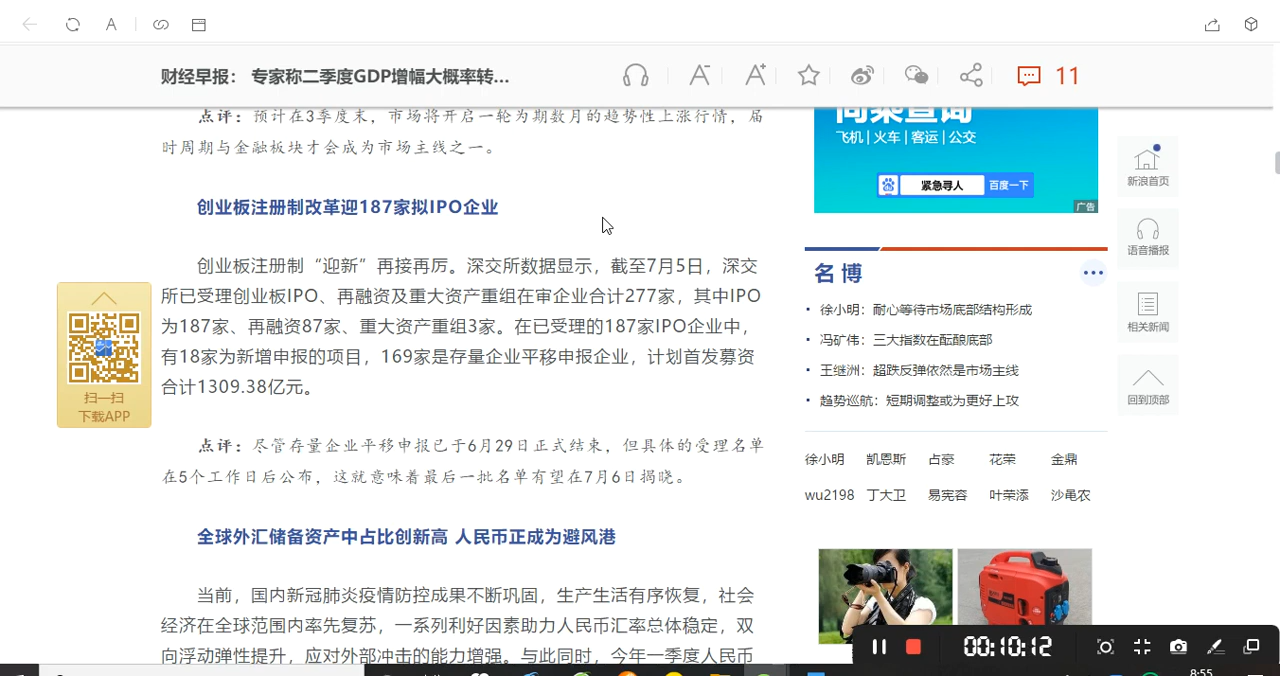 A
财经早报： 专家称二季度GDP增幅大概率转...
A-
A+
11
点评：预计在3季度末，市场将开启一轮为期数月的趋势性上涨行情，届
时周期与金融板块才会成为市场主线之一。
创业板注册制改革迎187家拟IPO企业
创业板注册制“迎新”再接再厉。深交所数据显示，截至7月5日，深交
所已受理创业板IPO、再融资及重大资产重组在审企业合计277家，其中IPO
为187家、再融资87家、重大资产重组3家。在已受理的187家IPO企业中，
有18家为新增申报的项目，169家是存量企业平移申报企业，计划首发募资
合计1309.38亿元。
点评：尽管存量企业平移申报已于6月29日正式结束，但具体的受理名单
在5个工作日后公布，这就意味着最后一批名单有望在7月6日揭晓。
全球外汇储备资产中占比创新高 人民币正成为避风港
当前，国内新冠肺炎疫情防控成果不断巩固，生产生活有序恢复，社会
经济在全球范围内率先复苏，一系列利好因素助力人民币汇率总体稳定，双
向浮动弹性提升，应对外部冲击的能力增强。与此同时，今年一季度人民币
扫一扫
下载APP
飞机 | 火车 | 客运 | 公交
紧急寻人 百度一下
广告
名博
徐小明：耐心等待市场底部结构形成
冯矿伟：三大指数在酝酿底部
王继洲：超跌反弹依然是市场主线
趋势巡航：短期调整或为更好上攻
徐小明 凯恩斯 占豪 花荣 金鼎
wu2198 丁大卫 易宪容 叶荣添 沙黾农
新浪首页
语音播报
相关新闻
回到顶部
00:10:12
8:55